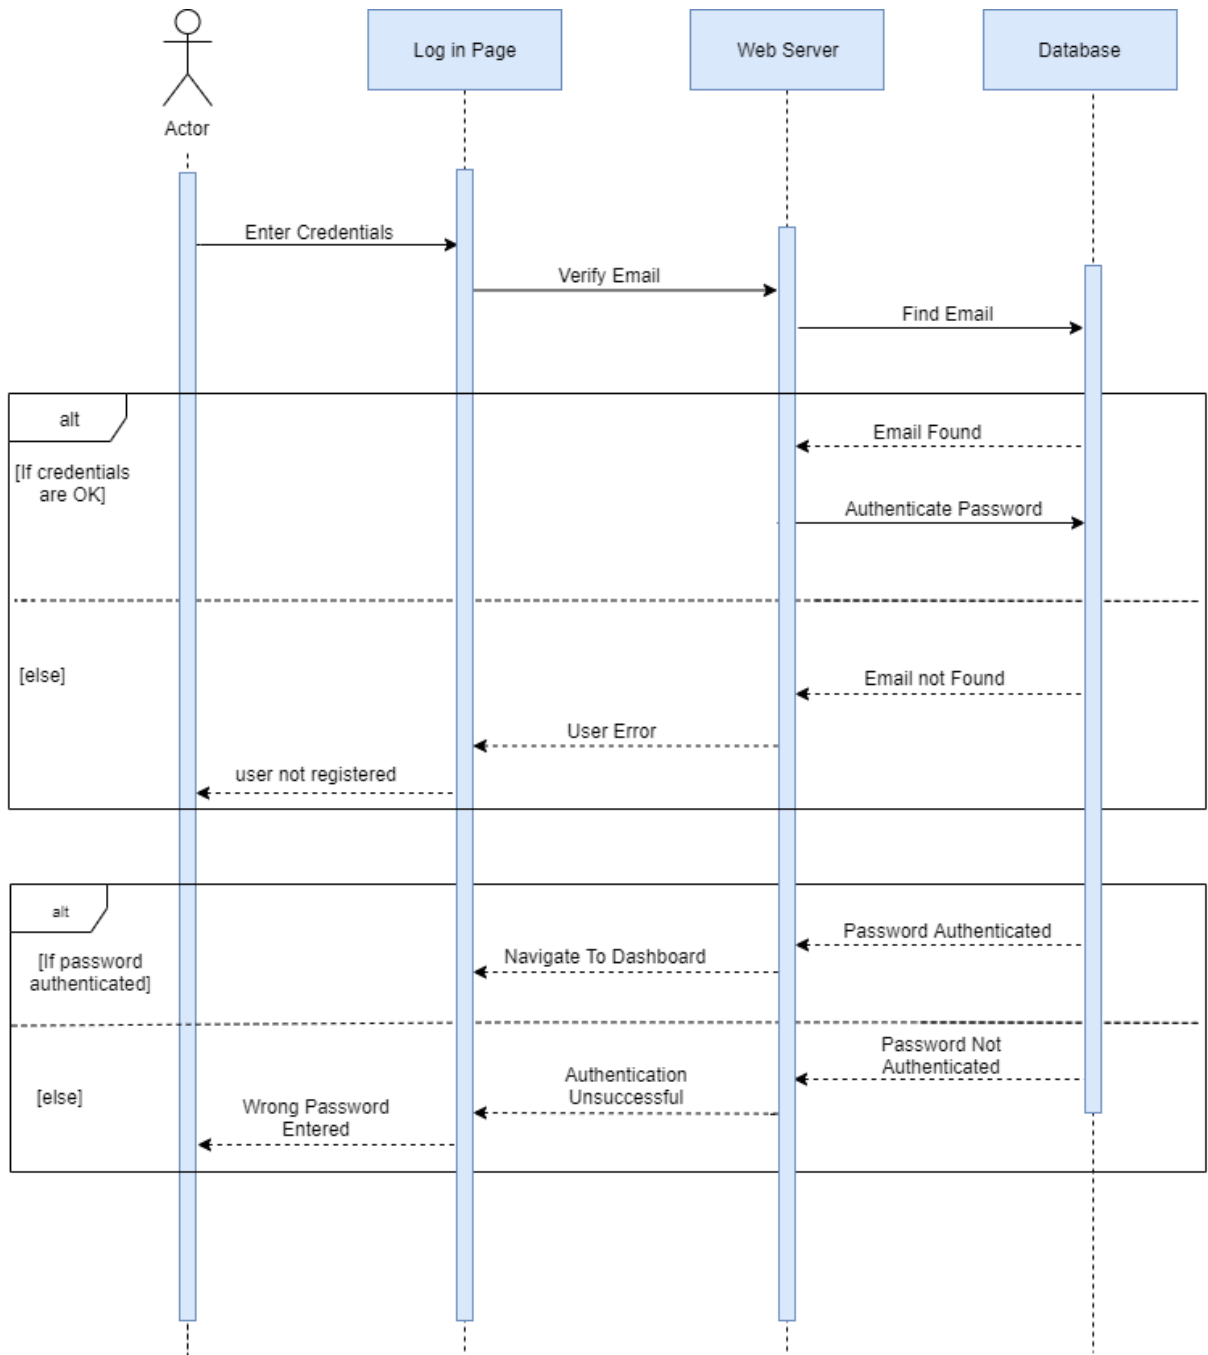 Log in Page
Web Server
Database
Actor
Enter Credentials
Verify Email
Find Email
alt
Email Found
[If credentials
are OK]
Authenticate Password
[else]
Email not Found
User Error
user not registered
alt
Password Authenticated
Navigate To Dashboard
[If password
authenticated]
Password Not
Authenticated
Authentication
Unsuccessful
[else]
Wrong Password
Entered